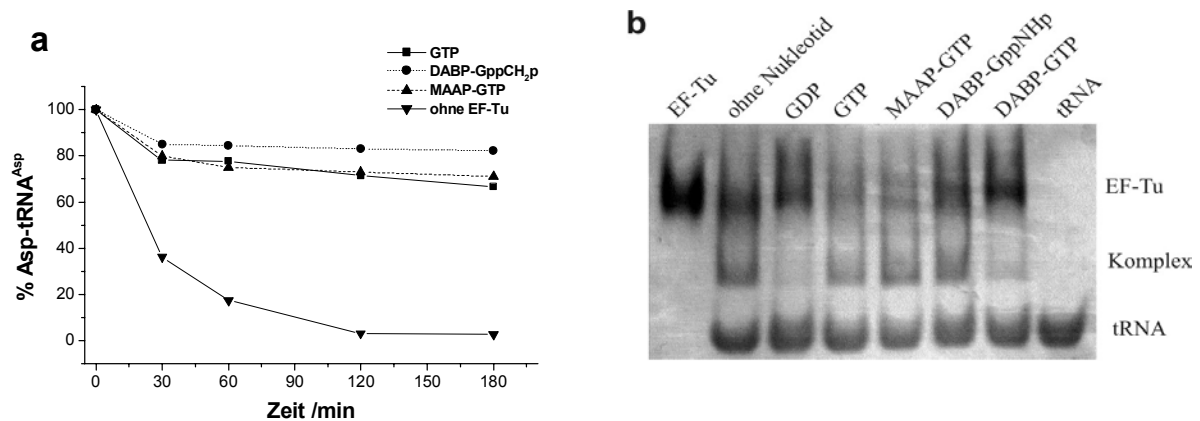 a
GTP
DABP-GppCH₂p
MAAP-GTP
ohne EF-Tu
% Asp-tRNA^Asp
100
80
60
40
20
0
0 30 60 90 120 150 180
Zeit /min
b
EF-Tu
ohne Nukleotid
GDP
GTP
MAAP-GTP
DABP-GppNHp
DABP-GTP
tRNA
EF-Tu
Komplex
tRNA